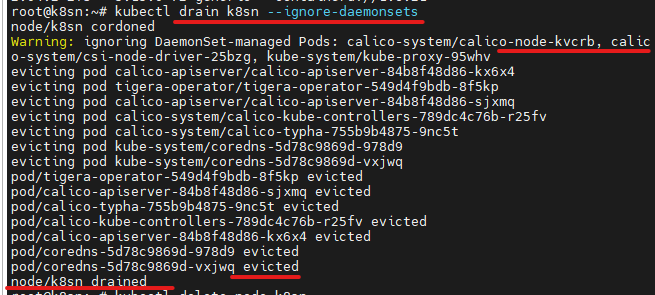 root@k8sn:~# kubectl drain k8sn --ignore-daemonsets
node/k8sn cordoned
Warning: ignoring DaemonSet-managed Pods: calico-system/calico-node-kvcrb, calic
o-system/csi-node-driver-25bzg, kube-system/kube-proxy-95whv
evicting pod calico-apiserver/calico-apiserver-84b8f48d86-kx6x4
evicting pod tigera-operator/tigera-operator-549d4f9bdb-8f5kp
evicting pod calico-apiserver/calico-apiserver-84b8f48d86-sjxmq
evicting pod calico-system/calico-kube-controllers-789dc4c76b-r25fv
evicting pod calico-system/calico-typha-755b9b4875-9nc5t
evicting pod kube-system/coredns-5d78c9869d-978d9
evicting pod kube-system/coredns-5d78c9869d-vxjwq
pod/tigera-operator-549d4f9bdb-8f5kp evicted
pod/calico-apiserver-84b8f48d86-sjxmq evicted
pod/calico-typha-755b9b4875-9nc5t evicted
pod/calico-kube-controllers-789dc4c76b-r25fv evicted
pod/calico-apiserver-84b8f48d86-kx6x4 evicted
pod/coredns-5d78c9869d-978d9 evicted
pod/coredns-5d78c9869d-vxjwq evicted
node/k8sn drained
root@k8sn:~# kubectl delete node k8sn